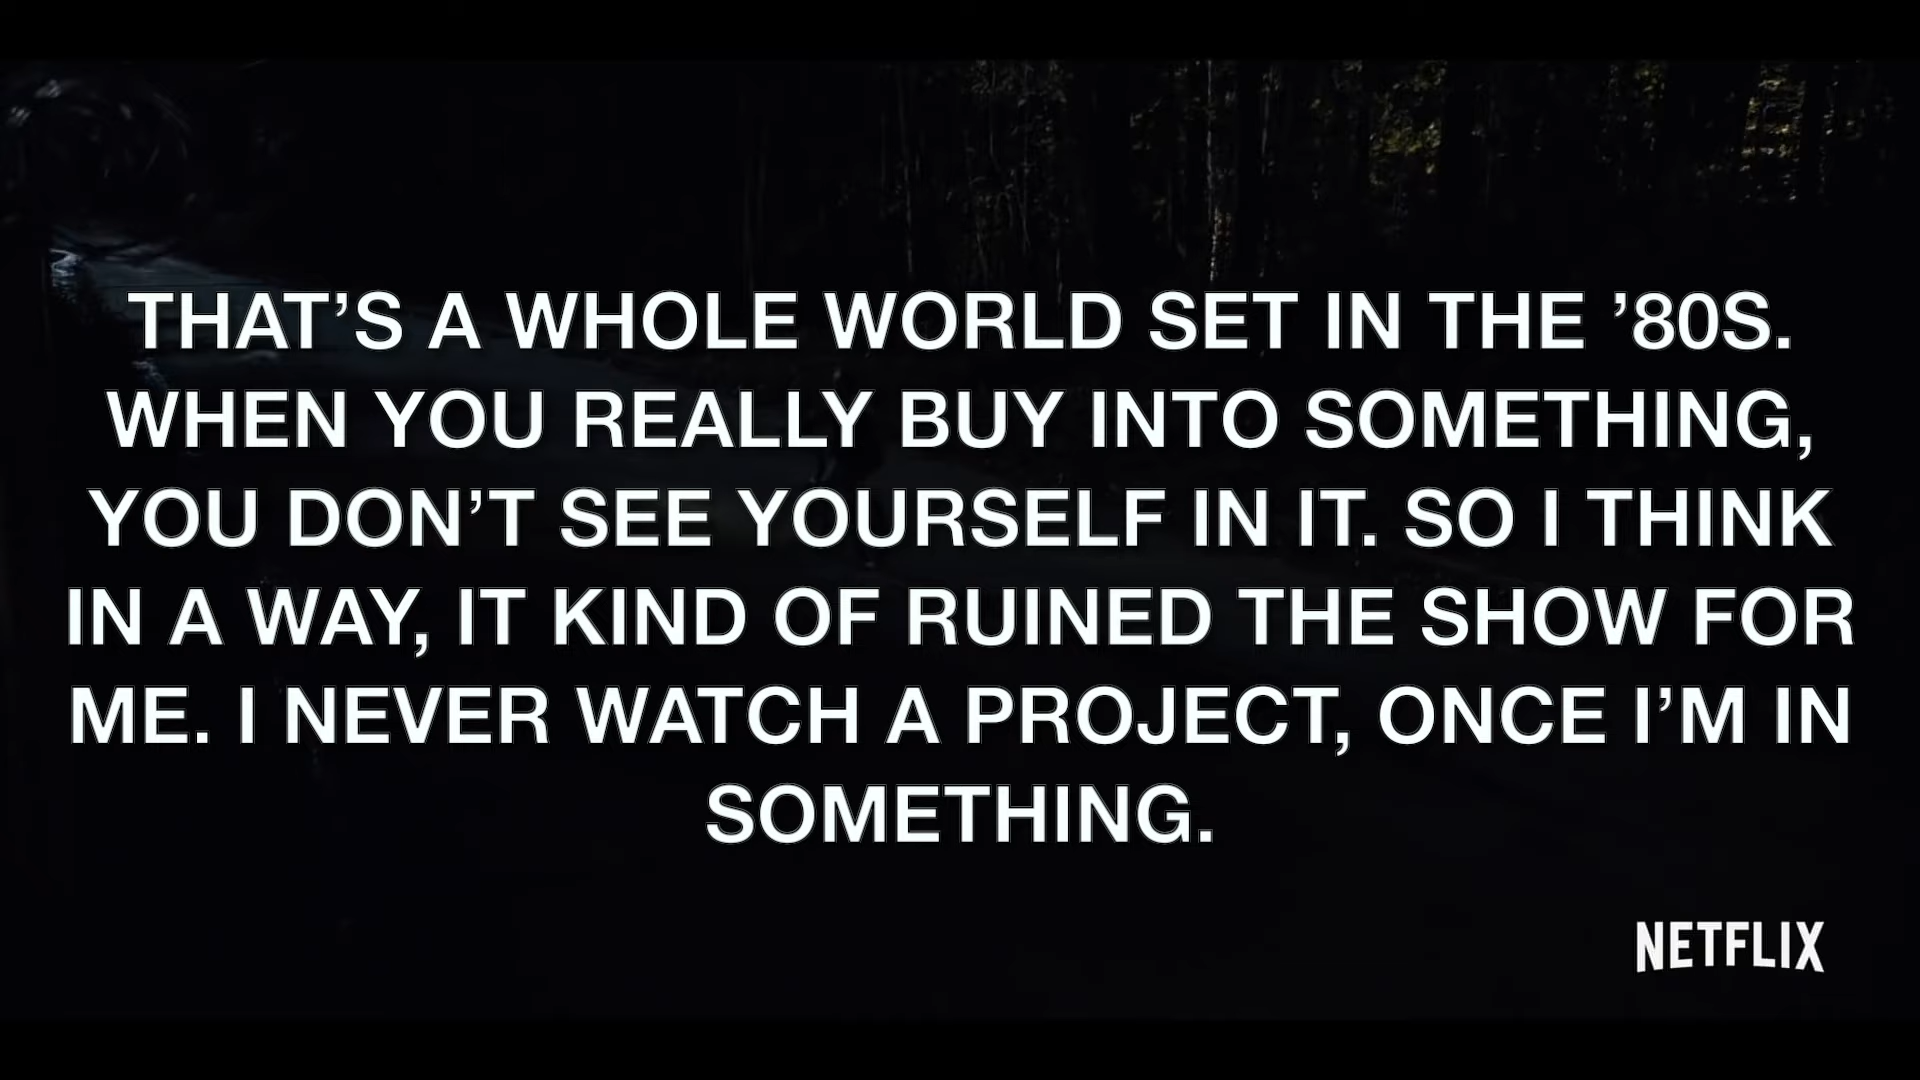 THAT’S A WHOLE WORLD SET IN THE ’80S.
WHEN YOU REALLY BUY INTO SOMETHING,
YOU DON’T SEE YOURSELF IN IT. SO I THINK
IN A WAY, IT KIND OF RUINED THE SHOW FOR
ME. I NEVER WATCH A PROJECT, ONCE I’M IN
SOMETHING.
NETFLIX